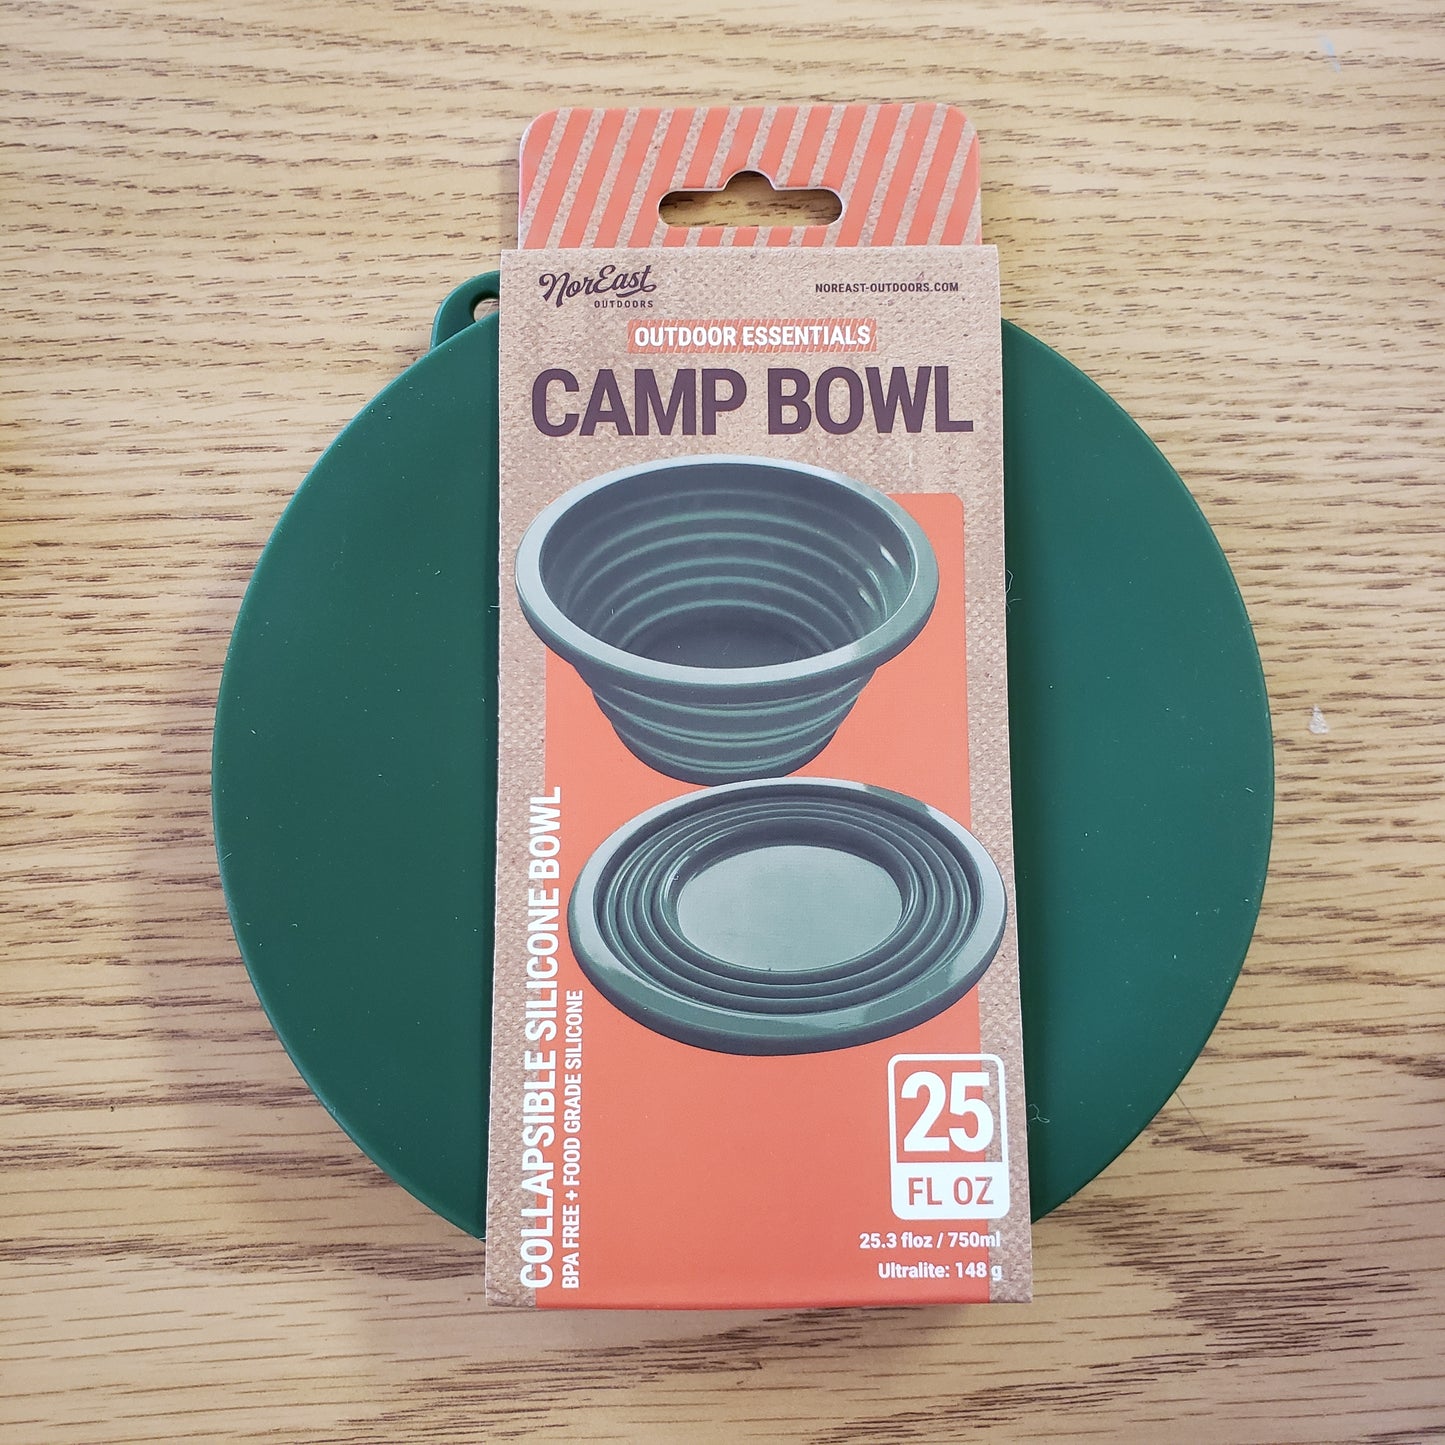 NorEast
OUTDOORS
NOREAST-OUTDOORS.COM
OUTDOOR ESSENTIALS
CAMP BOWL
COLLAPSIBLE SILICONE BOWL
BPA FREE + FOOD GRADE SILICONE
25
FL OZ
25.3 floz / 750ml
Ultralite: 148 g